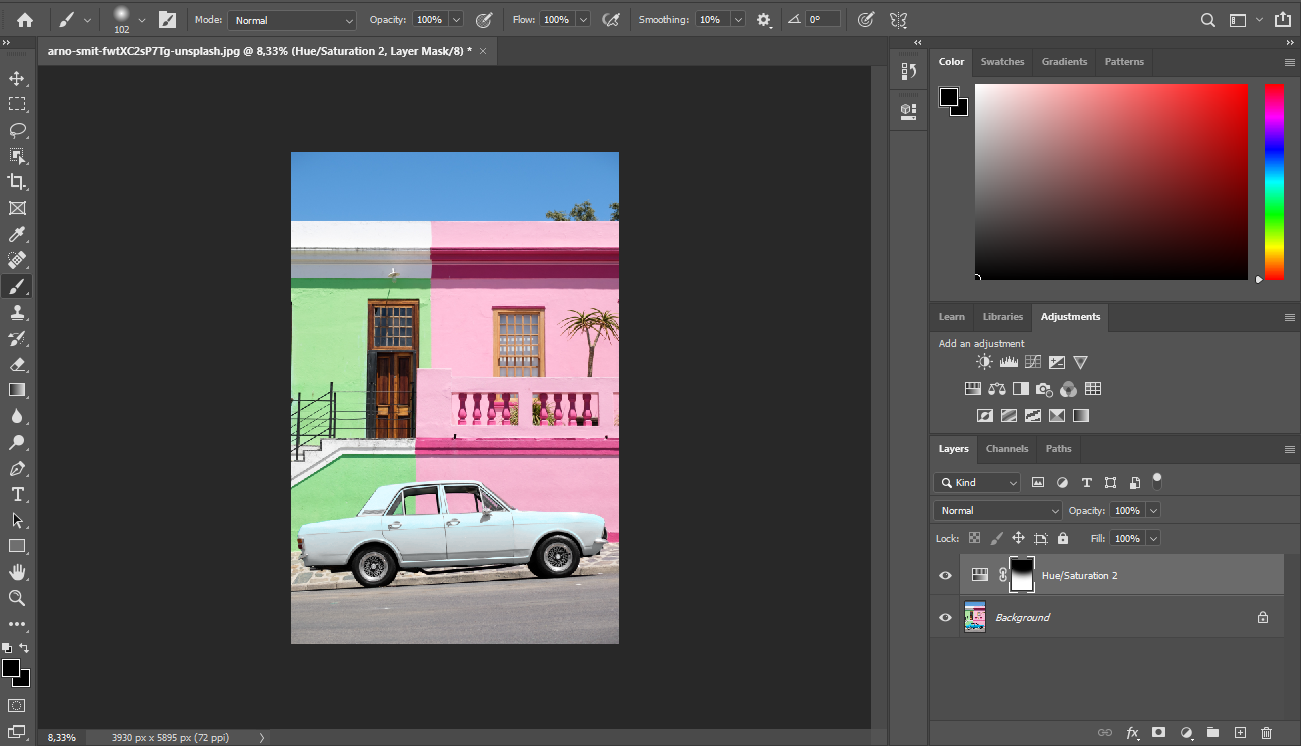 Mode: Normal Opacity: 100% Flow: 100% Smoothing: 10% 0°
102
arno-smit-fwtXC2sP7Tg-unsplash.jpg @ 8,33% (Hue/Saturation 2, Layer Mask/8) * ×
Color Swatches Gradients Patterns
Learn Libraries Adjustments
Add an adjustment
Layers Channels Paths
Kind
Normal Opacity: 100%
Lock: Fill: 100%
Hue/Saturation 2
Background
8,33% 3930 px x 5895 px (72 ppi)